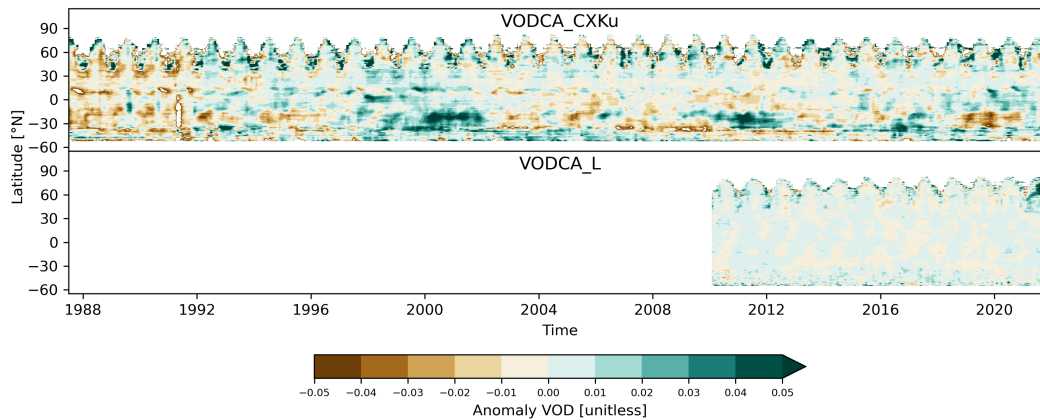 VODCA_CXKu
90
60
30
0
−30
−60
Latitude [°N]
VODCA_L
90
60
30
0
−30
−60
1988 1992 1996 2000 2004 2008 2012 2016 2020
Time
−0.05 −0.04 −0.03 −0.02 −0.01 0.00 0.01 0.02 0.03 0.04 0.05
Anomaly VOD [unitless]